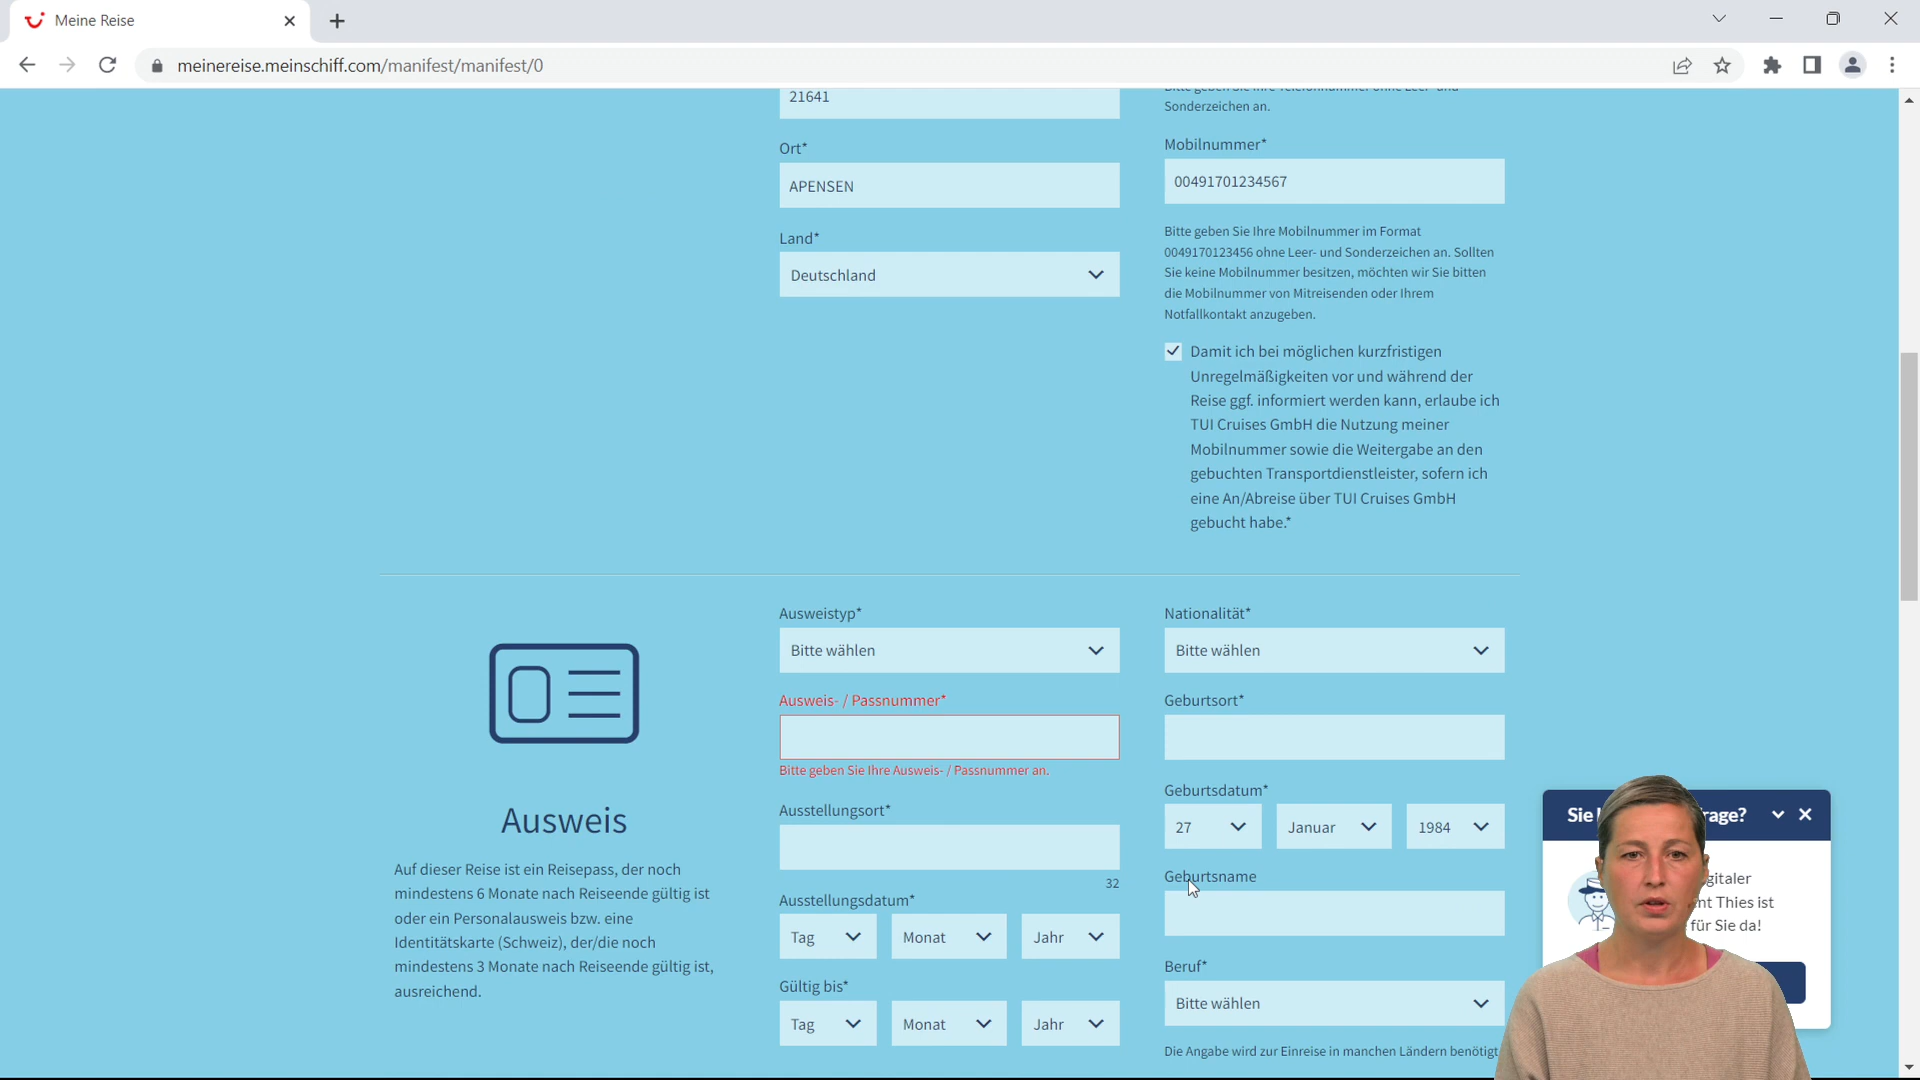 Meine Reise
meinereise.meinschiff.com/manifest/manifest/0
21641
Ort*
APENSEN
Land*
Deutschland
Sonderzeichen an.
Mobilnummer*
00491701234567
Bitte geben Sie Ihre Mobilnummer im Format
0049170123456 ohne Leer- und Sonderzeichen an. Sollten
Sie keine Mobilnummer besitzen, möchten wir Sie bitten
die Mobilnummer von Mitreisenden oder Ihrem
Notfallkontakt anzugeben.
Damit ich bei möglichen kurzfristigen
Unregelmäßigkeiten vor und während der
Reise ggf. informiert werden kann, erlaube ich
TUI Cruises GmbH die Nutzung meiner
Mobilnummer sowie die Weitergabe an den
gebuchten Transportdienstleister, sofern ich
eine An/Abreise über TUI Cruises GmbH
gebucht habe.*
Ausweis
Auf dieser Reise ist ein Reisepass, der noch
mindestens 6 Monate nach Reiseende gültig ist
oder ein Personalausweis bzw. eine
Identitätskarte (Schweiz), der/die noch
mindestens 3 Monate nach Reiseende gültig ist,
ausreichend.
Ausweistyp*
Bitte wählen
Ausweis- / Passnummer*
Bitte geben Sie Ihre Ausweis- / Passnummer an.
Ausstellungsort*
32
Ausstellungsdatum*
Tag Monat Jahr
Gültig bis*
Tag Monat Jahr
Nationalität*
Bitte wählen
Geburtsort*
Geburtsdatum*
27 Januar 1984
Geburtsname
Beruf*
Bitte wählen
Die Angabe wird zur Einreise in manchen Ländern benötigt
Sie
Thies ist
für Sie da!